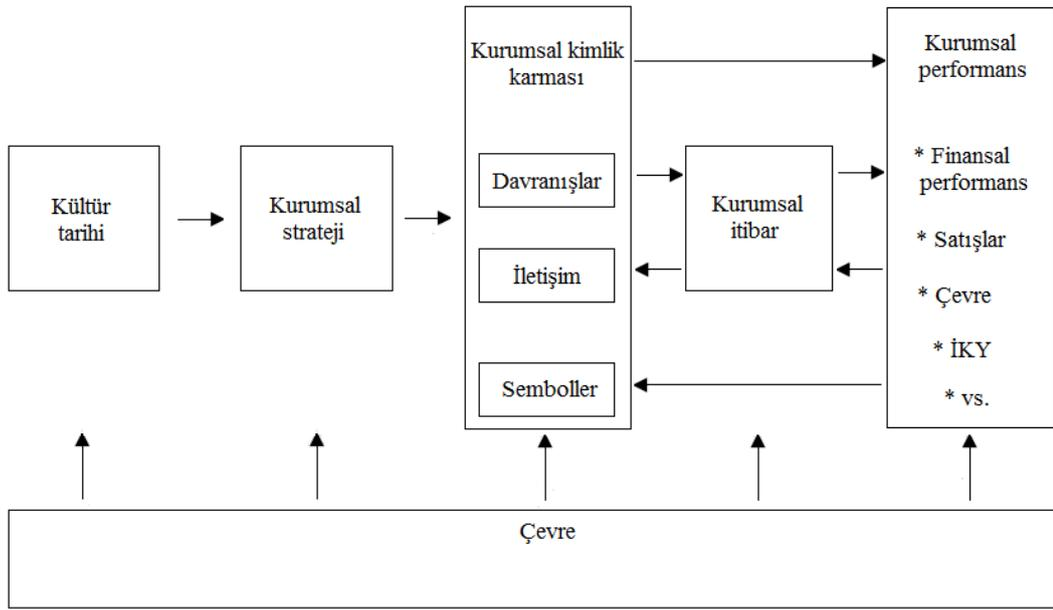 Kültür
tarihi
Kurumsal
strateji
Kurumsal kimlik
karması
Davranışlar
İletişim
Semboller
Kurumsal
itibar
Kurumsal
performans
* Finansal
performans
* Satışlar
* Çevre
* İKY
* vs.
Çevre